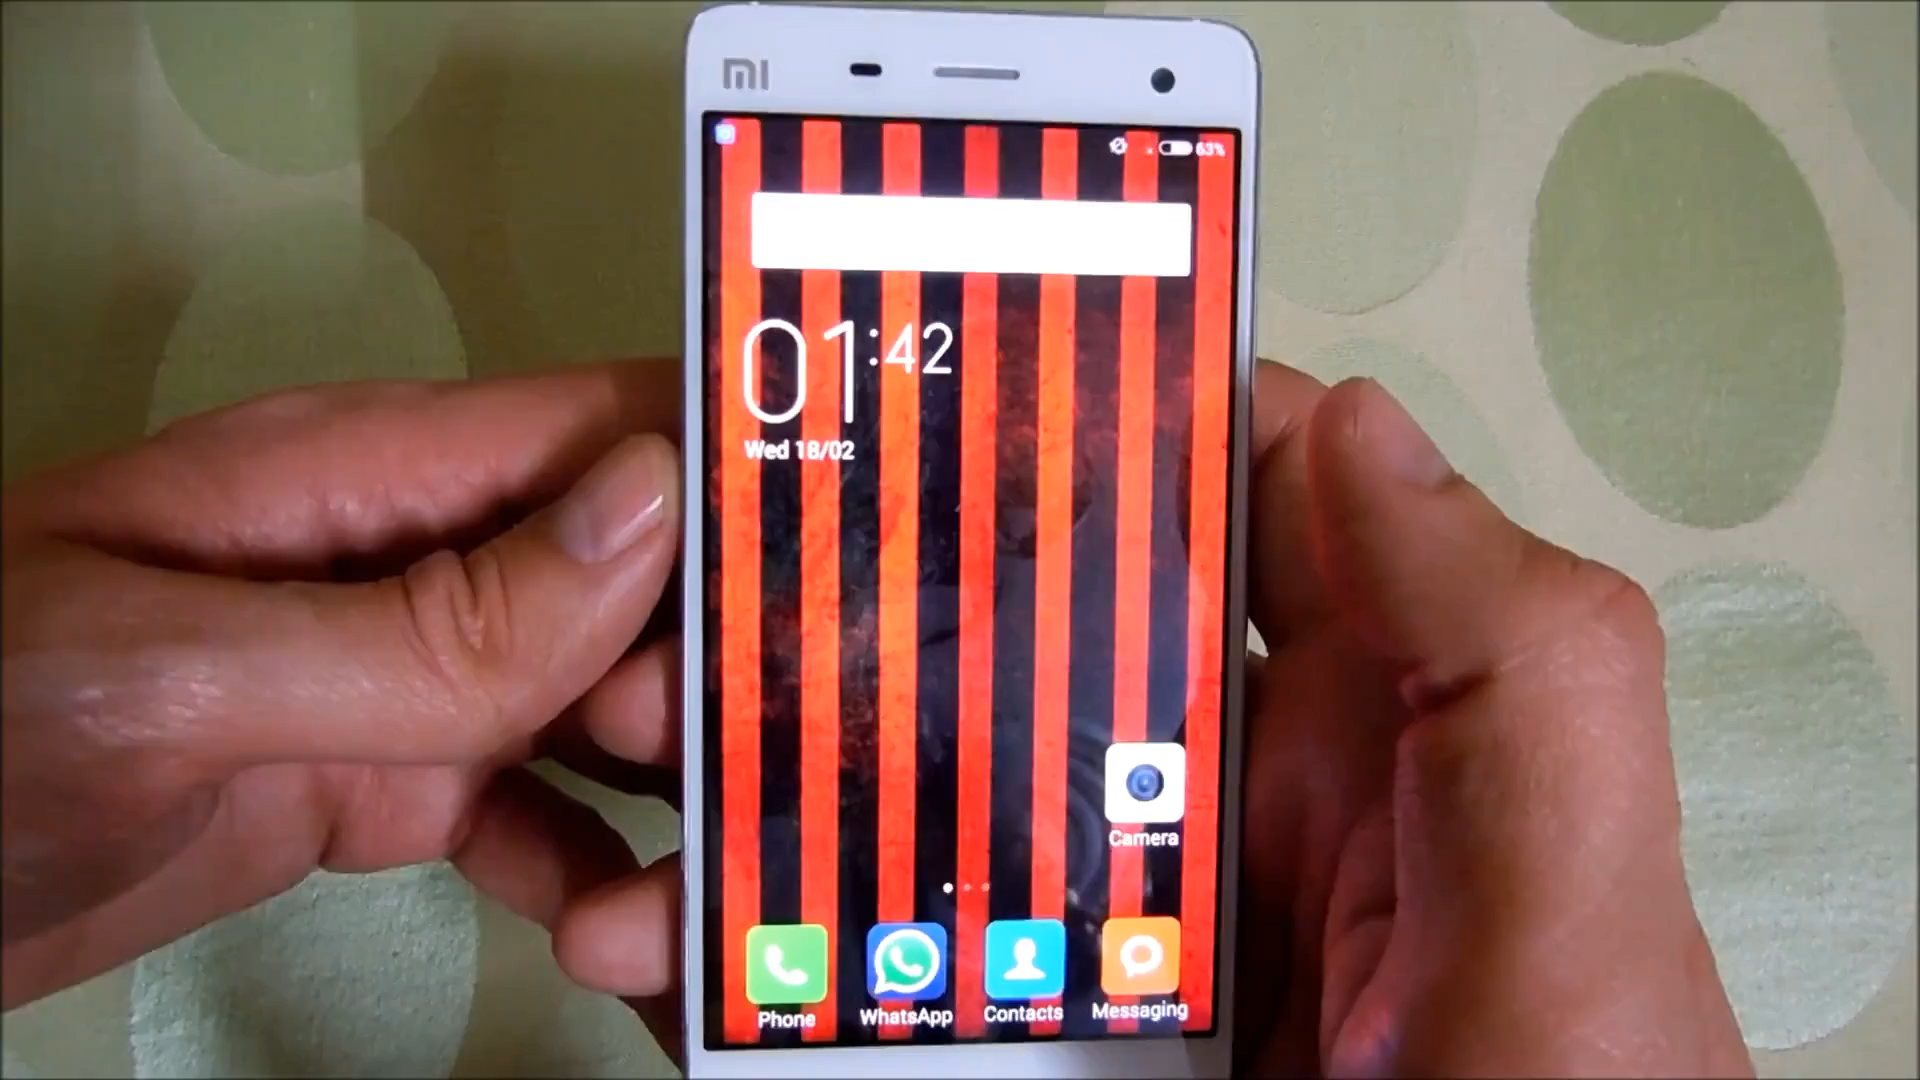 MI
63%
01:42
Wed 18/02
Camera
Phone
WhatsApp
Contacts
Messaging